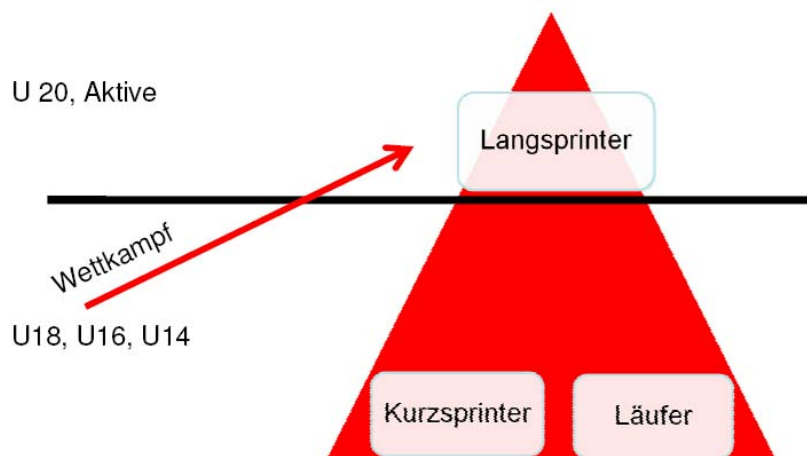 U 20, Aktive
Langsprinter
Wettkampf
U18, U16, U14
Kurzsprinter
Läufer